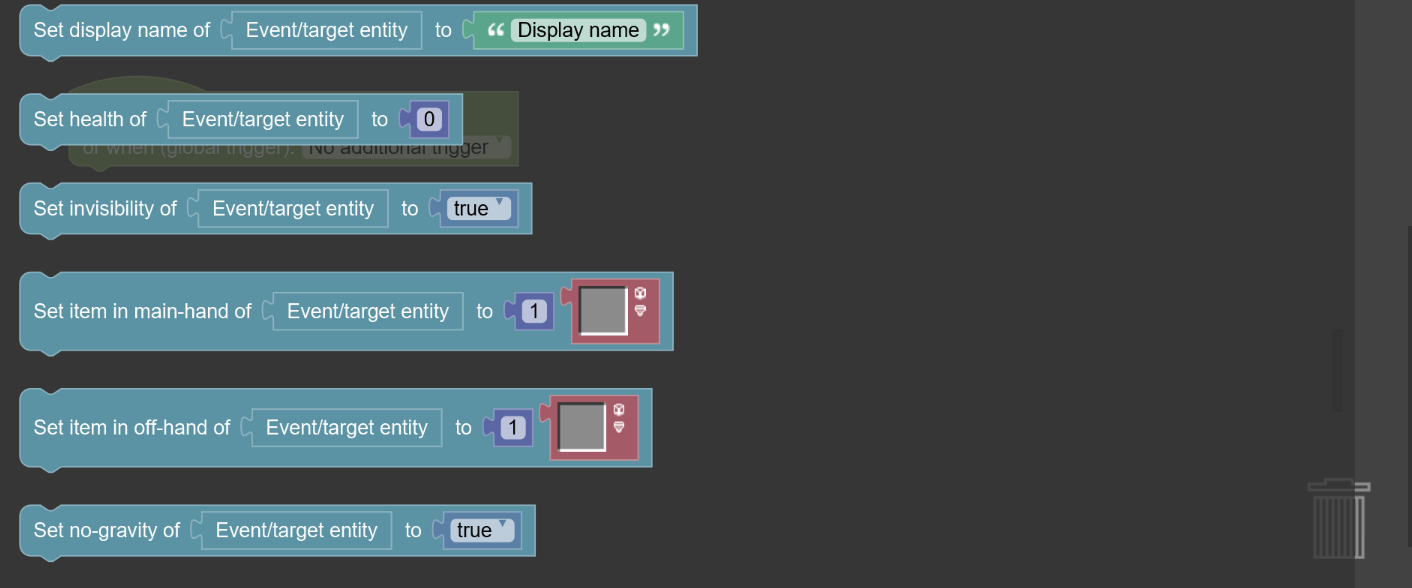 Set display name of Event/target entity to “ Display name ”
Set health of Event/target entity to 0
or when (global trigger): No additional trigger
Set invisibility of Event/target entity to true
Set item in main-hand of Event/target entity to 1
Set item in off-hand of Event/target entity to 1
Set no-gravity of Event/target entity to true